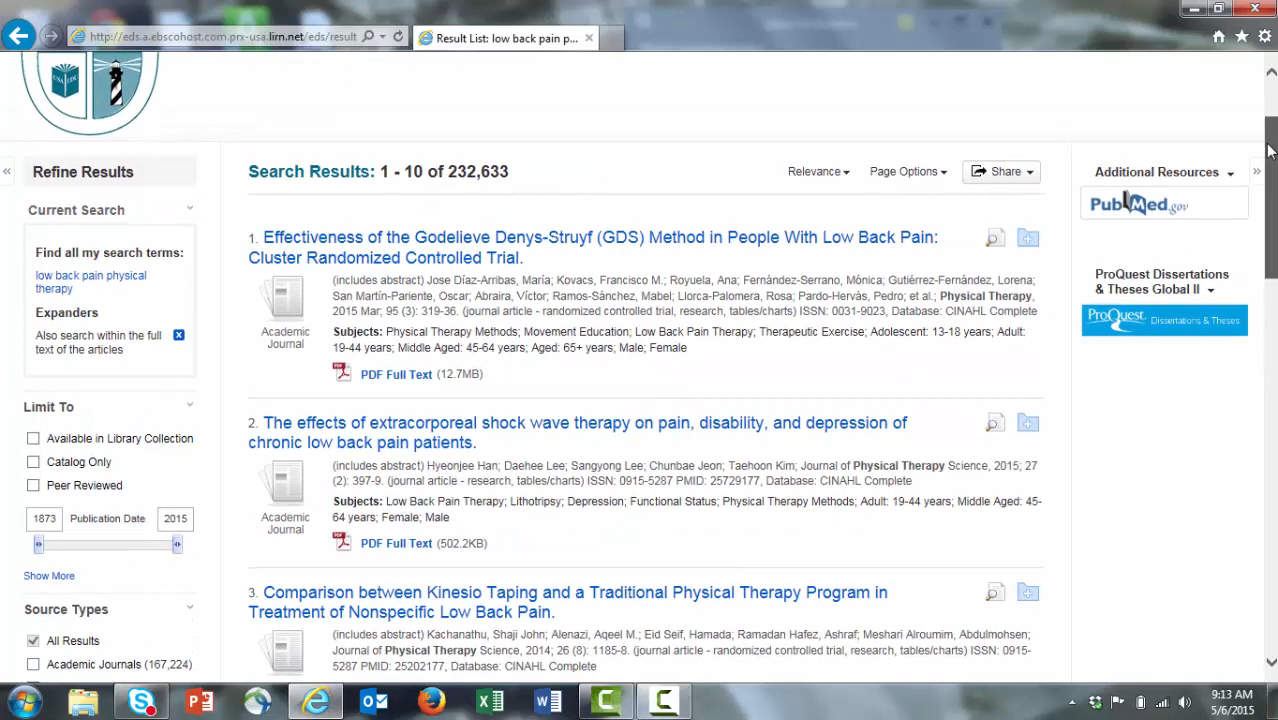 http://eds.a.ebscohost.com.prx-usa.lirn.net/eds/result
Result List: low back pain p...
Refine Results
Current Search
Find all my search terms:
low back pain physical
therapy
Expanders
Also search within the full
text of the articles
Limit To
Available in Library Collection
Catalog Only
Peer Reviewed
1873 Publication Date 2015
Show More
Source Types
All Results
Academic Journals (167,224)
Search Results: 1 - 10 of 232,633
Relevance
Page Options
Share
1. Effectiveness of the Godelieve Denys-Struyf (GDS) Method in People With Low Back Pain:
Cluster Randomized Controlled Trial.
(includes abstract) Jose Díaz-Arribas, María; Kovacs, Francisco M.; Royuela, Ana; Fernández-Serrano, Mónica; Gutiérrez-Fernández, Lorena;
San Martín-Pariente, Oscar; Abraira, Víctor; Ramos-Sánchez, Mabel; Llorca-Palomera, Rosa; Pardo-Hervás, Pedro; et al.; Physical Therapy,
2015 Mar; 95 (3): 319-36. (journal article - randomized controlled trial, research, tables/charts) ISSN: 0031-9023, Database: CINAHL Complete
Academic
Journal
Subjects: Physical Therapy Methods; Movement Education; Low Back Pain Therapy; Therapeutic Exercise; Adolescent: 13-18 years; Adult:
19-44 years; Middle Aged: 45-64 years; Aged: 65+ years; Male; Female
PDF Full Text (12.7MB)
2. The effects of extracorporeal shock wave therapy on pain, disability, and depression of
chronic low back pain patients.
(includes abstract) Hyeonjee Han; Daehee Lee; Sangyong Lee; Chunbae Jeon; Taehoon Kim; Journal of Physical Therapy Science, 2015; 27
(2): 397-9. (journal article - research, tables/charts) ISSN: 0915-5287 PMID: 25729177, Database: CINAHL Complete
Academic
Journal
Subjects: Low Back Pain Therapy; Lithotripsy; Depression; Functional Status; Physical Therapy Methods; Adult: 19-44 years; Middle Aged: 45-
64 years; Female; Male
PDF Full Text (502.2KB)
3. Comparison between Kinesio Taping and a Traditional Physical Therapy Program in
Treatment of Nonspecific Low Back Pain.
(includes abstract) Kachanathu, Shaji John; Alenazi, Aqeel M.; Eid Seif, Hamada; Ramadan Hafez, Ashraf; Meshari Alroumim, Abdulmohsen;
Journal of Physical Therapy Science, 2014; 26 (8): 1185-8. (journal article - randomized controlled trial, research, tables/charts) ISSN: 0915-
5287 PMID: 25202177, Database: CINAHL Complete
Additional Resources
PubMed.gov
ProQuest Dissertations
& Theses Global II
ProQuest Dissertations & Theses
9:13 AM
5/6/2015